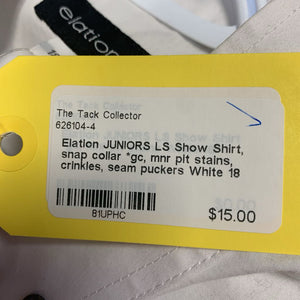 elation
The Tack Collector
626104-4
Elation JUNIORS LS Show Shirt,
snap collar *gc, mnr pit stains,
crinkles, seam puckers White 18
81UPHC
$15.00